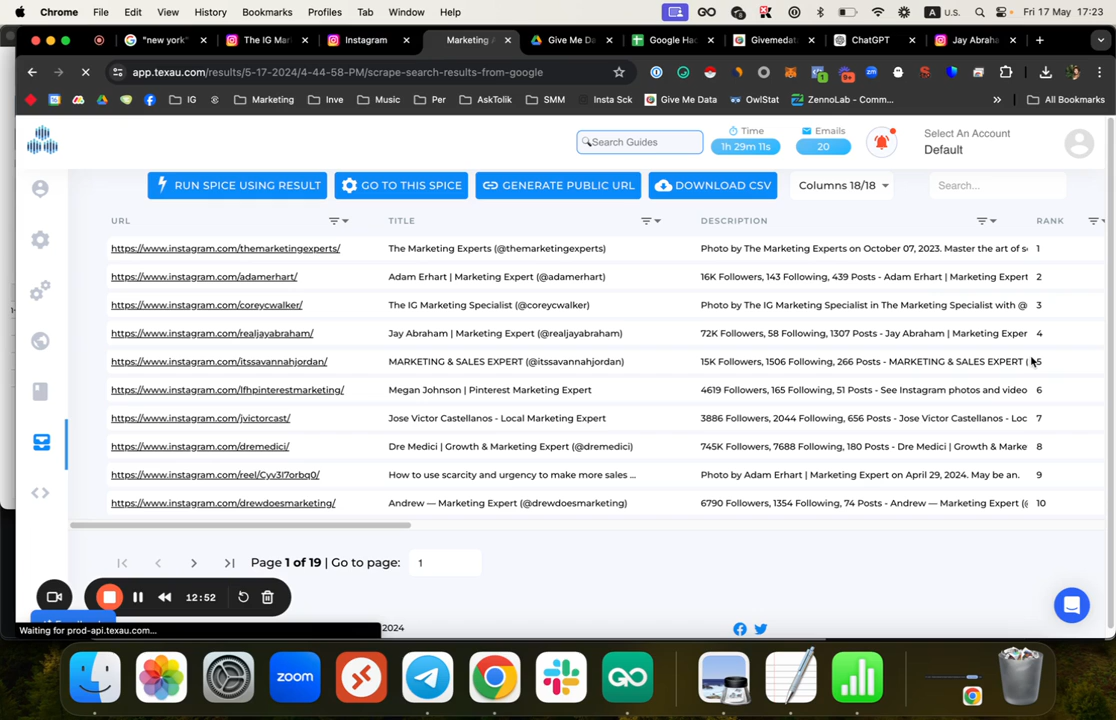 Chrome File Edit View History Bookmarks Profiles Tab Window Help A U.S. Fri 17 May 17:23
"new york" The IG Mar Instagram Marketing Give Me Da Google Hac Givemedat ChatGPT Jay Abrah
app.texau.com/results/5-17-2024/4-44-58-PM/scrape-search-results-from-google
IG Marketing Inve Music Per AskTolik SMM Insta Sck Give Me Data OwlStat ZennoLab - Comm... » All Bookmarks
Search Guides Time 1h 29m 11s Emails 20 Select An Account Default
RUN SPICE USING RESULT GO TO THIS SPICE GENERATE PUBLIC URL DOWNLOAD CSV Columns 18/18 Search...
URL TITLE DESCRIPTION RANK
https://www.instagram.com/themarketingexperts/ The Marketing Experts (@themarketingexperts) Photo by The Marketing Experts on October 07, 2023. Master the art of 1
https://www.instagram.com/adamerhart/ Adam Erhart | Marketing Expert (@adamerhart) 16K Followers, 143 Following, 439 Posts - Adam Erhart | Marketing Expert 2
https://www.instagram.com/coreycwalker/ The IG Marketing Specialist (@coreycwalker) Photo by The IG Marketing Specialist in The Marketing Specialist with @ 3
https://www.instagram.com/realjayabraham/ Jay Abraham | Marketing Expert (@realjayabraham) 72K Followers, 58 Following, 1307 Posts - Jay Abraham | Marketing Exper 4
https://www.instagram.com/itssavannahjordan/ MARKETING & SALES EXPERT (@itssavannahjordan) 15K Followers, 1506 Following, 266 Posts - MARKETING & SALES EXPERT ( 5
https://www.instagram.com/lfhpinterestmarketing/ Megan Johnson | Pinterest Marketing Expert 4619 Followers, 165 Following, 51 Posts - See Instagram photos and video 6
https://www.instagram.com/jvictorcast/ Jose Victor Castellanos - Local Marketing Expert 3886 Followers, 2044 Following, 656 Posts - Jose Victor Castellanos - Loc 7
https://www.instagram.com/dremedici/ Dre Medici | Growth & Marketing Expert (@dremedici) 745K Followers, 7688 Following, 180 Posts - Dre Medici | Growth & Marke 8
https://www.instagram.com/reel/Cyv3I7orbq0/ How to use scarcity and urgency to make more sales ... Photo by Adam Erhart | Marketing Expert on April 29, 2024. May be an. 9
https://www.instagram.com/drewdoesmarketing/ Andrew — Marketing Expert (@drewdoesmarketing) 6790 Followers, 1354 Following, 74 Posts - Andrew — Marketing Expert (@ 10
Page 1 of 19 | Go to page: 1
12:52
2024
Waiting for prod-api.texau.com...
zoom